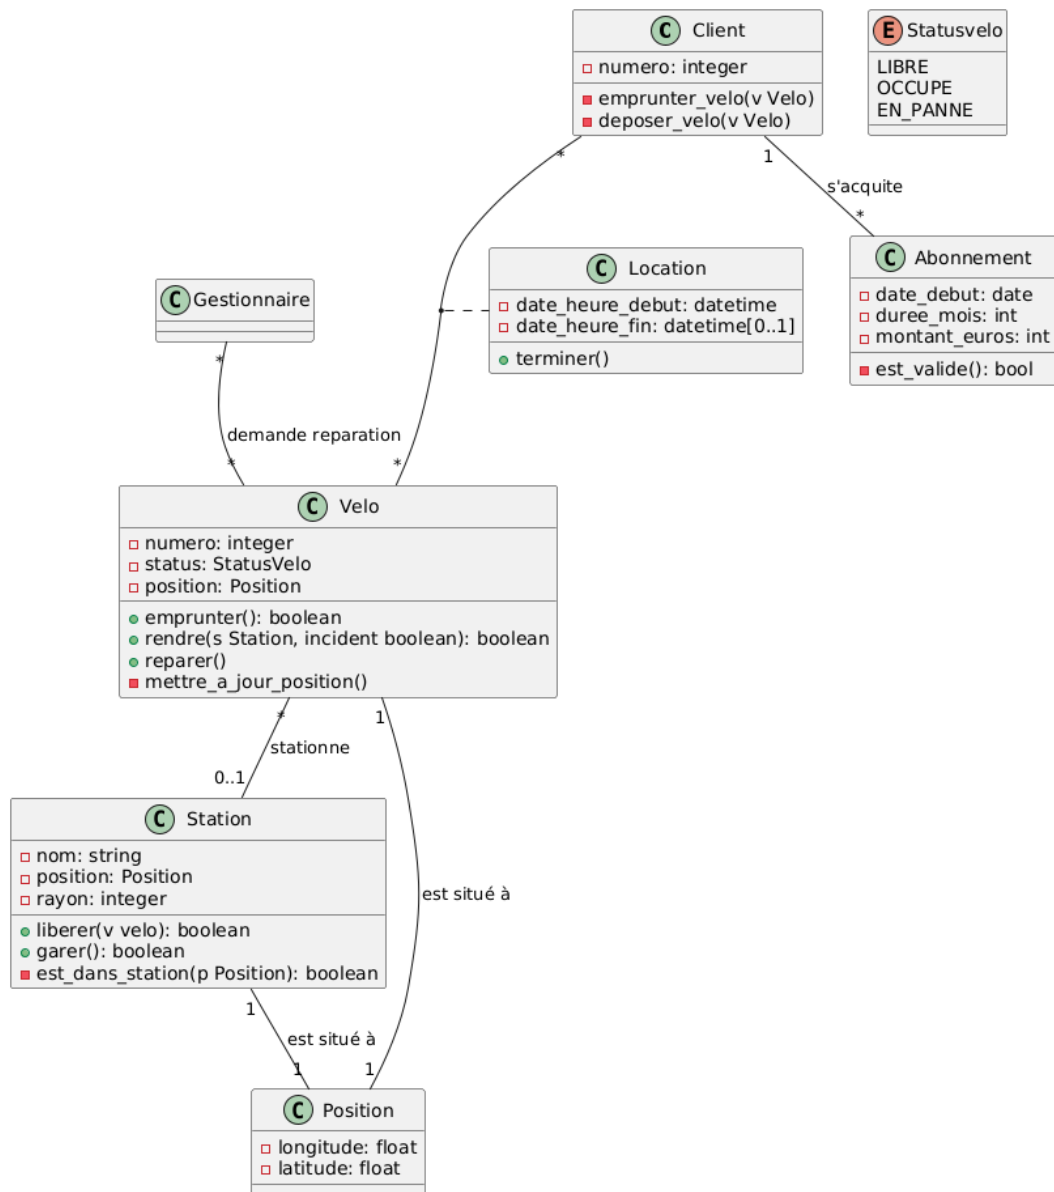 C Client
numero: integer
emprunter_velo(v Velo)
deposer_velo(v Velo)
E Statusvelo
LIBRE
OCCUPE
EN_PANNE
*
1
s'acquite
*
C Location
date_heure_debut: datetime
date_heure_fin: datetime[0..1]
terminer()
C Abonnement
date_debut: date
duree_mois: int
montant_euros: int
est_valide(): bool
C Gestionnaire
*
demande reparation
*
*
C Velo
numero: integer
status: StatusVelo
position: Position
emprunter(): boolean
rendre(s Station, incident boolean): boolean
reparer()
mettre_a_jour_position()
*
1
stationne
0..1
C Station
nom: string
position: Position
rayon: integer
liberer(v velo): boolean
garer(): boolean
est_dans_station(p Position): boolean
est situé à
1
est situé à
1
1
C Position
longitude: float
latitude: float